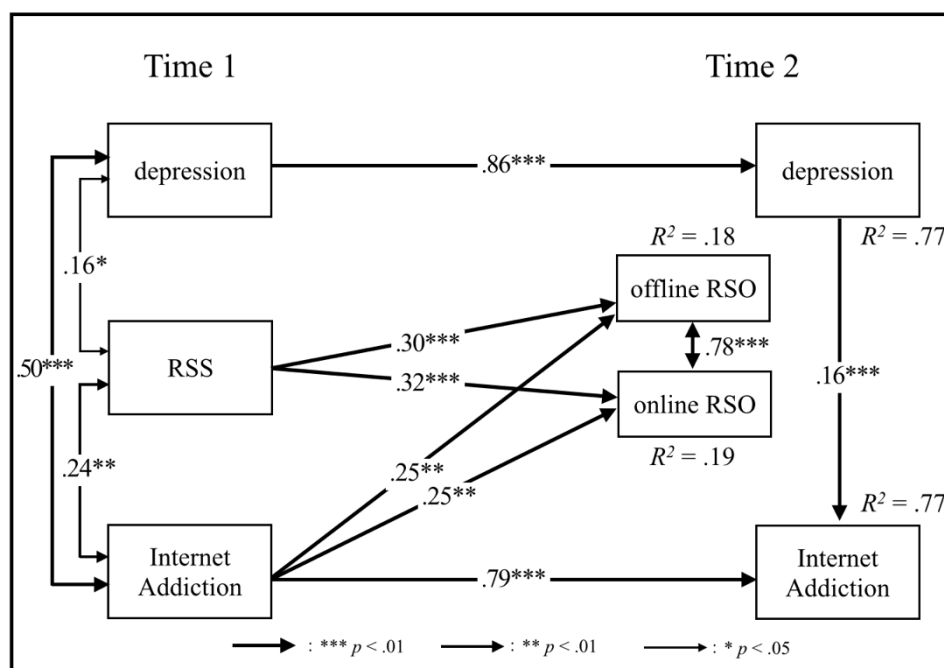 Time 1
Time 2
depression
.86***
depression
R² = .77
R² = .18
offline RSO
.78***
online RSO
R² = .19
.16*
.50***
RSS
.30***
.32***
.16***
.24**
.25**
.25**
R² = .77
Internet
Addiction
.79***
Internet
Addiction
: *** p < .01
: ** p < .01
: * p < .05